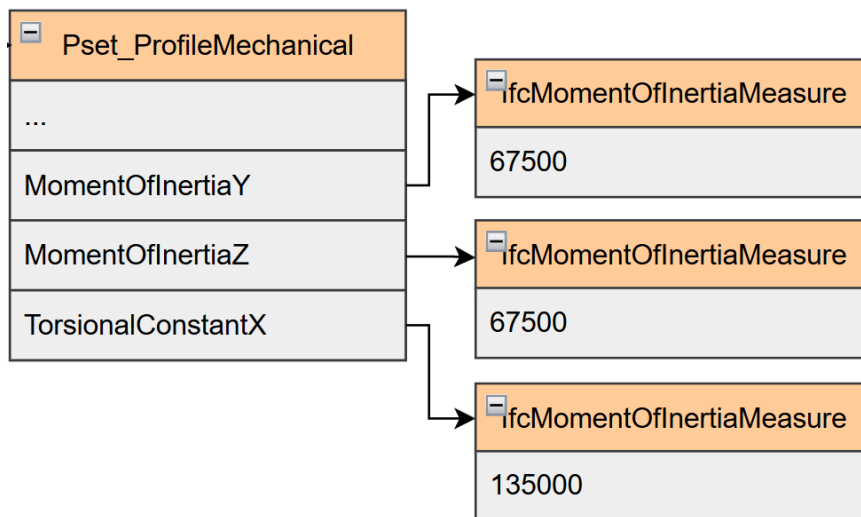 Pset_ProfileMechanical
...
MomentOfInertiaY
MomentOfInertiaZ
TorsionalConstantX
IfcMomentOfInertiaMeasure
67500
IfcMomentOfInertiaMeasure
67500
IfcMomentOfInertiaMeasure
135000